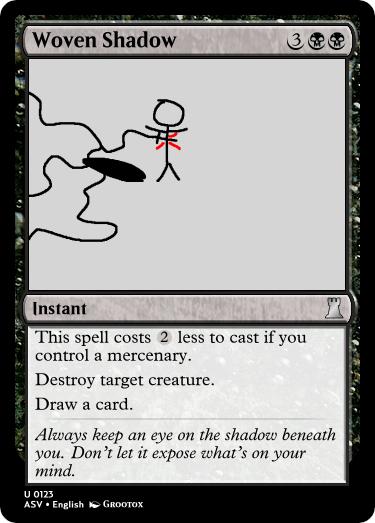 Woven Shadow 3
Instant
This spell costs 2 less to cast if you
control a mercenary.
Destroy target creature.
Draw a card.
Always keep an eye on the shadow beneath
you. Don't let it expose what's on your
mind.
U 0123
ASV • English Grootox